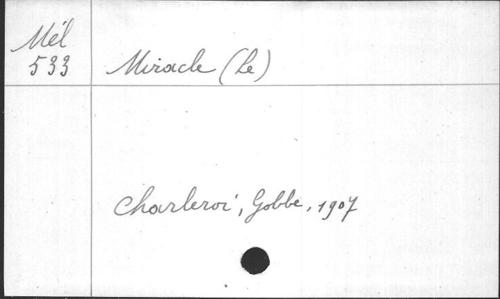 Mél
533
Miracle (Le)
Charleroi, Gobbe, 1907